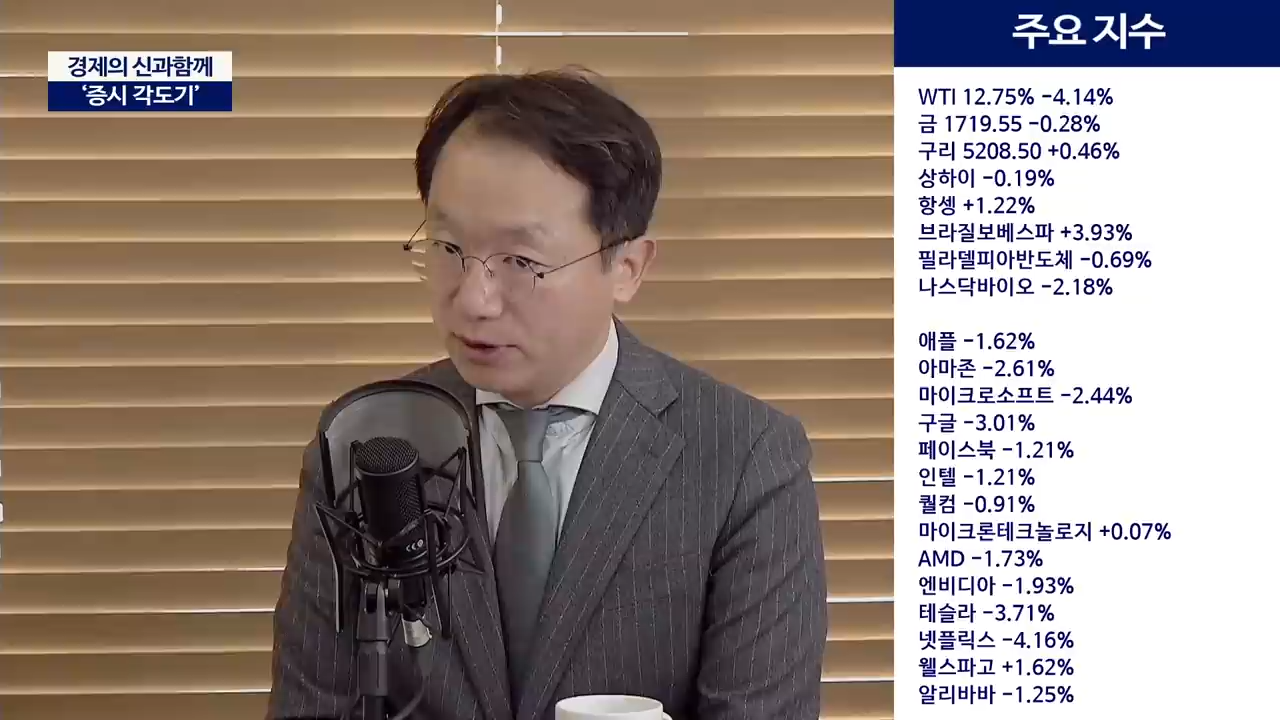 경제의 신과함께
‘증시 각도기’
주요 지수
WTI 12.75% -4.14%
금 1719.55 -0.28%
구리 5208.50 +0.46%
상하이 -0.19%
항셍 +1.22%
브라질보베스파 +3.93%
필라델피아반도체 -0.69%
나스닥바이오 -2.18%
애플 -1.62%
아마존 -2.61%
마이크로소프트 -2.44%
구글 -3.01%
페이스북 -1.21%
인텔 -1.21%
퀄컴 -0.91%
마이크론테크놀로지 +0.07%
AMD -1.73%
엔비디아 -1.93%
테슬라 -3.71%
넷플릭스 -4.16%
웰스파고 +1.62%
알리바바 -1.25%